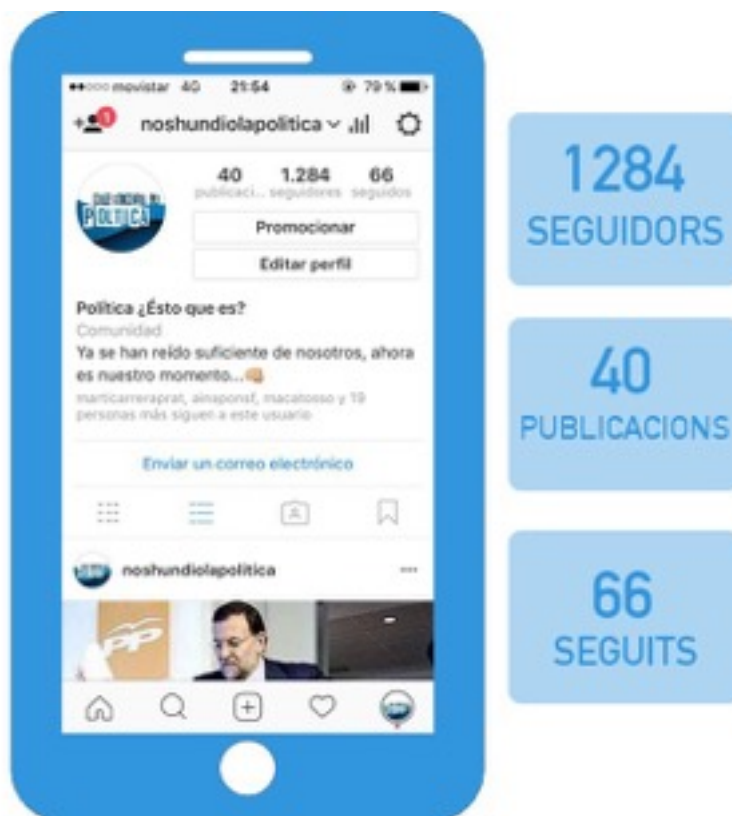 movistar 4G 21:54 79 %
1
noshundiolapolitica
40 1.284 66
publicaci... seguidores seguidos
POLÍTICA
Promocionar
Editar perfil
Política ¿Ésto que es?
Comunidad
Ya se han reído suficiente de nosotros, ahora
es nuestro momento...👊🏼
marticarreraprat, ainaponsf, macatosso y 19
personas más siguen a este usuario
Enviar un correo electrónico
noshundiolapolitica
PP
1284
SEGUIDORS
40
PUBLICACIONS
66
SEGUITS